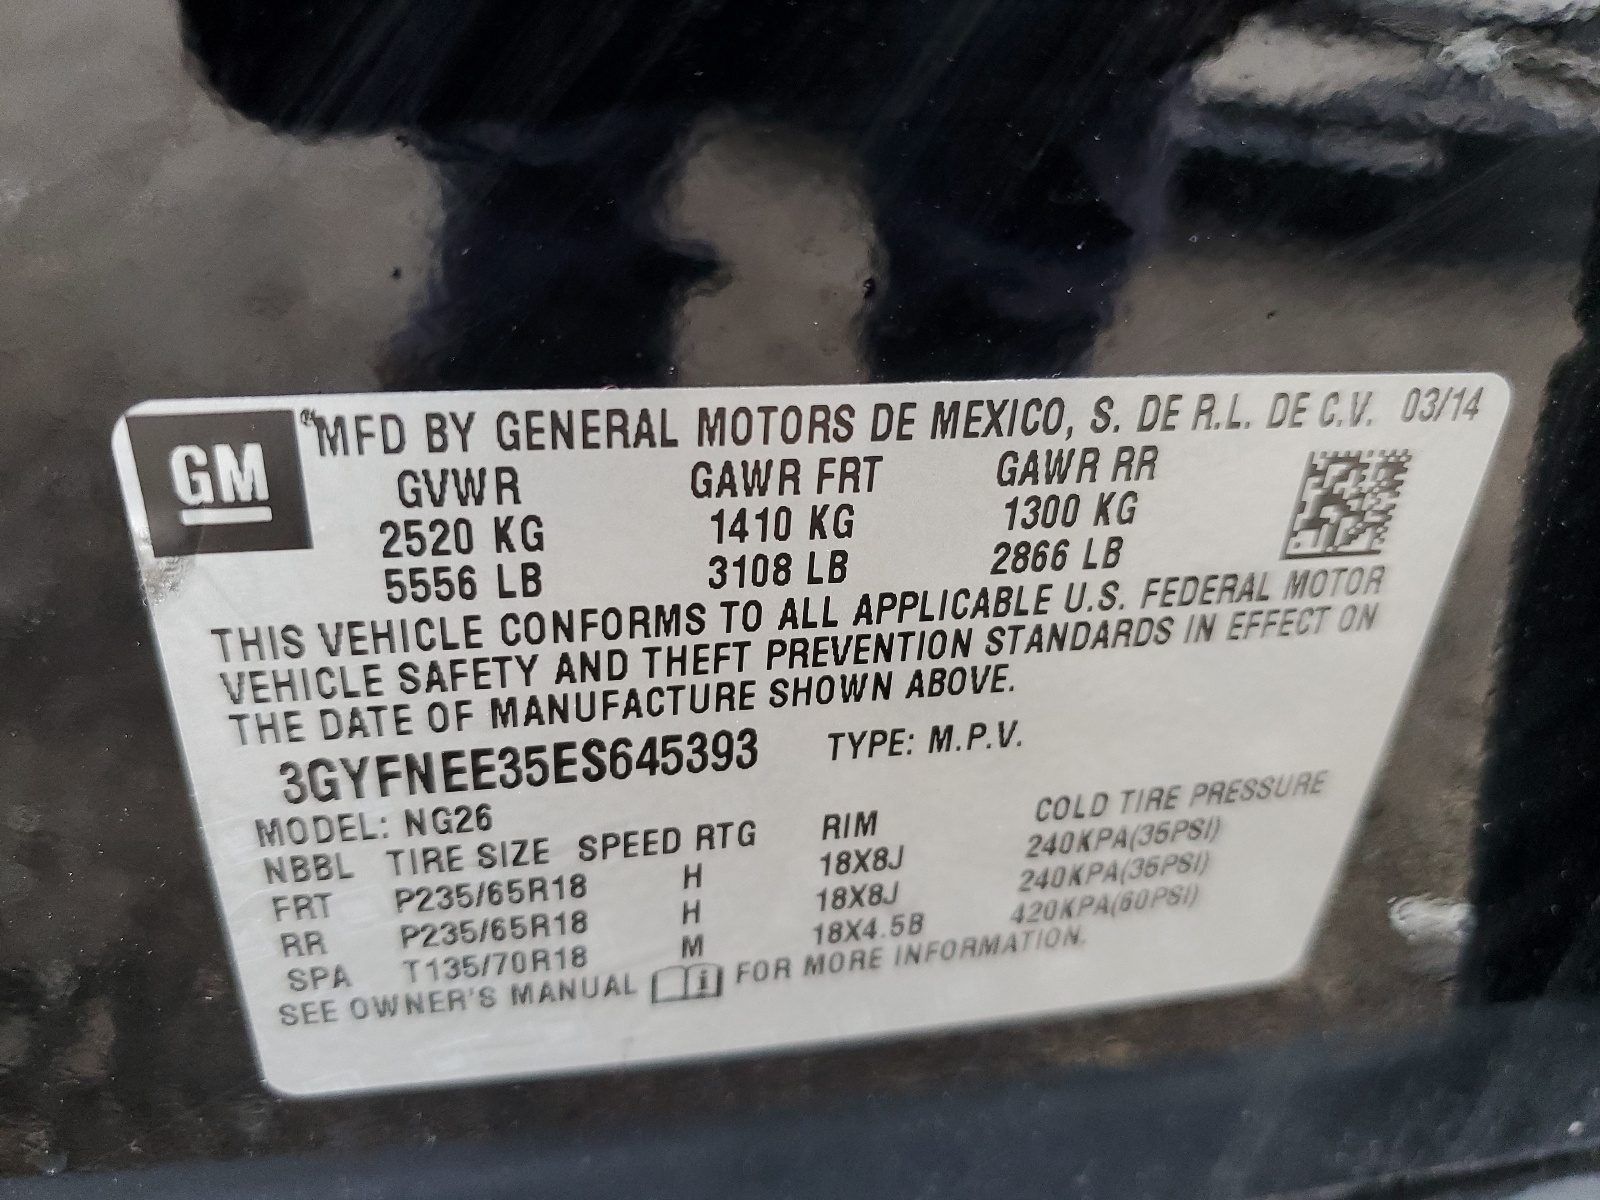 GM
MFD BY GENERAL MOTORS DE MEXICO, S. DE R.L. DE C.V. 03/14
GVWR GAWR FRT GAWR RR
2520 KG 1410 KG 1300 KG
5556 LB 3108 LB 2866 LB
THIS VEHICLE CONFORMS TO ALL APPLICABLE U.S. FEDERAL MOTOR
VEHICLE SAFETY AND THEFT PREVENTION STANDARDS IN EFFECT ON
THE DATE OF MANUFACTURE SHOWN ABOVE.
3GYFNEE35ES645393 TYPE: M.P.V.
MODEL: NG26
NBBL TIRE SIZE SPEED RTG RIM COLD TIRE PRESSURE
FRT P235/65R18 H 18X8J 240KPA(35PSI)
RR P235/65R18 H 18X8J 240KPA(35PSI)
SPA T135/70R18 M 18X4.5B 420KPA(60PSI)
SEE OWNER'S MANUAL FOR MORE INFORMATION.